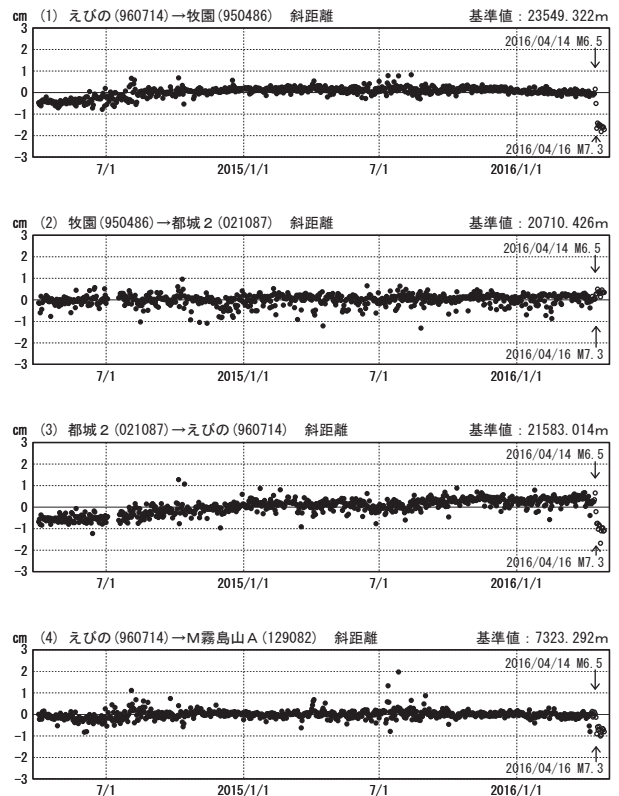 cm (1) えびの(960714)→牧園(950486) 斜距離 基準値：23549.322m
3
2016/04/14 M6.5
2
1
0
-1
-2
2016/04/16 M7.3
-3
7/1 2015/1/1 7/1 2016/1/1
cm (2) 牧園(950486)→都城２(021087) 斜距離 基準値：20710.426m
3
2016/04/14 M6.5
2
1
0
-1
-2
2016/04/16 M7.3
-3
7/1 2015/1/1 7/1 2016/1/1
cm (3) 都城２(021087)→えびの(960714) 斜距離 基準値：21583.014m
3
2016/04/14 M6.5
2
1
0
-1
-2
2016/04/16 M7.3
-3
7/1 2015/1/1 7/1 2016/1/1
cm (4) えびの(960714)→Ｍ霧島山Ａ(129082) 斜距離 基準値：7323.292m
3
2016/04/14 M6.5
2
1
0
-1
-2
2016/04/16 M7.3
-3
7/1 2015/1/1 7/1 2016/1/1